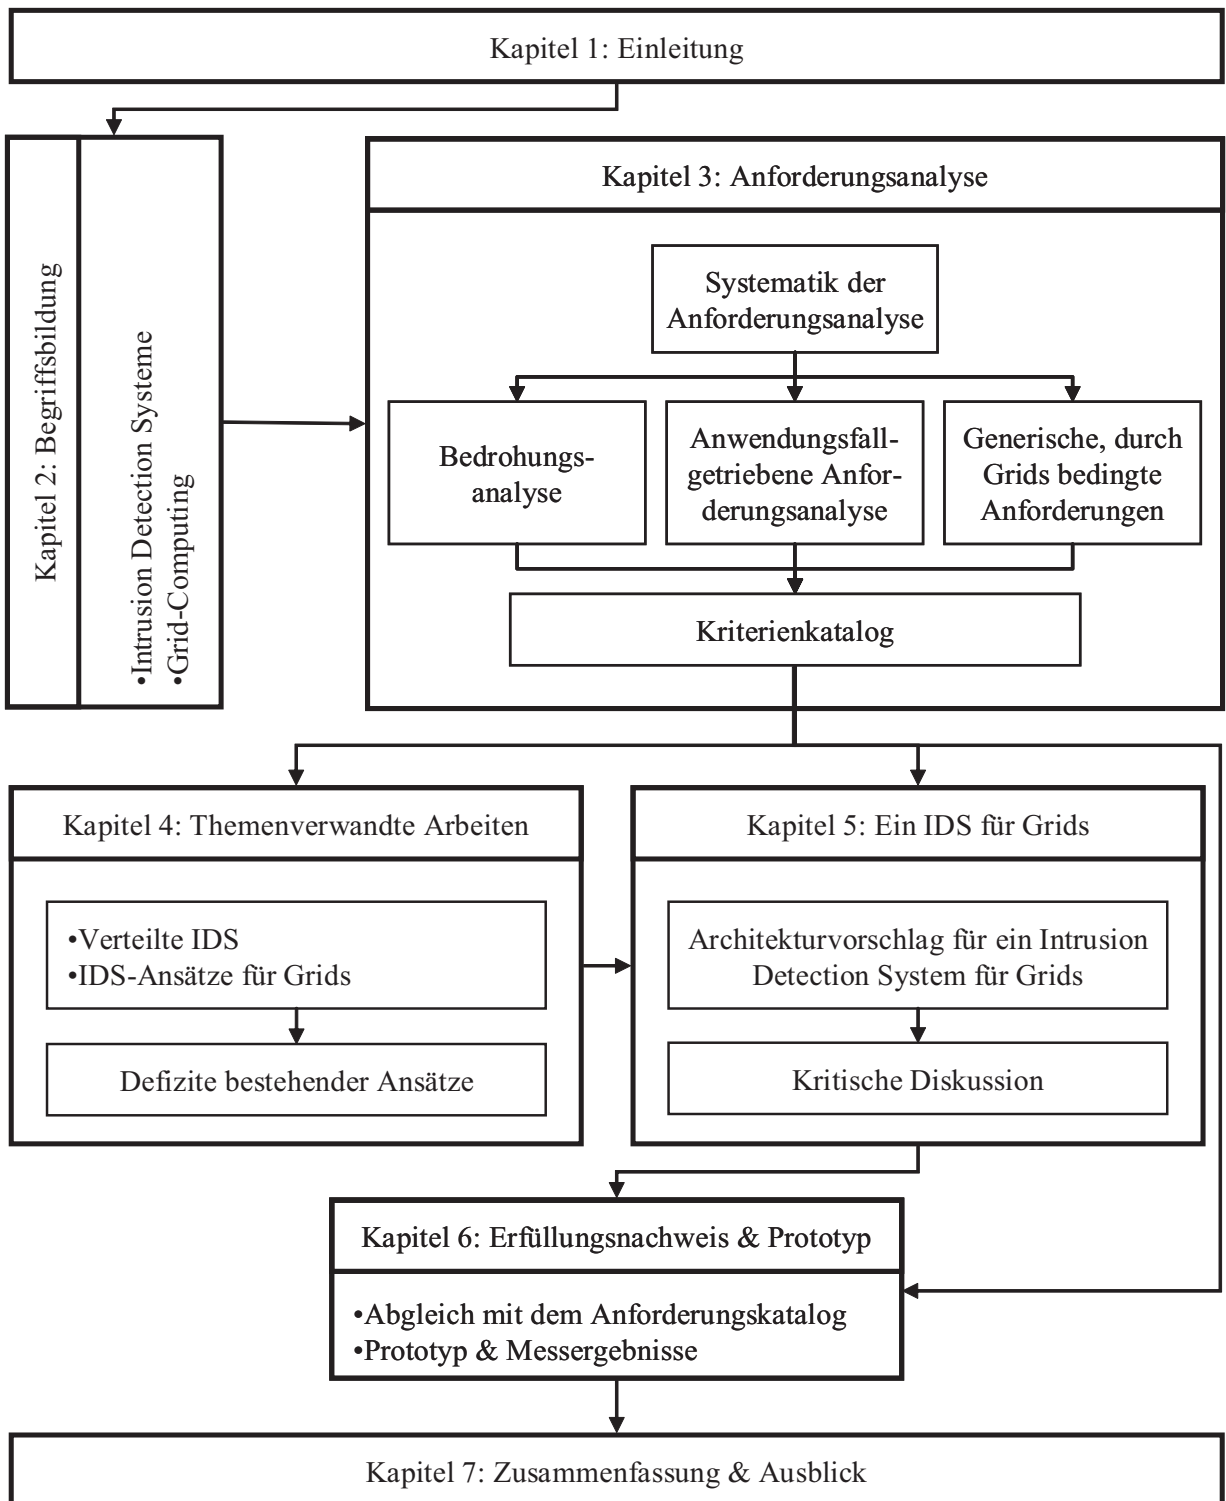 Kapitel 1: Einleitung
Kapitel 2: Begriffsbildung
•Intrusion Detection Systeme
•Grid-Computing
Kapitel 3: Anforderungsanalyse
Systematik der
Anforderungsanalyse
Bedrohungs-
analyse
Anwendungsfall-
getriebene Anfor-
derungsanalyse
Generische, durch
Grids bedingte
Anforderungen
Kriterienkatalog
Kapitel 4: Themenverwandte Arbeiten
•Verteilte IDS
•IDS-Ansätze für Grids
Defizite bestehender Ansätze
Kapitel 5: Ein IDS für Grids
Architekturvorschlag für ein Intrusion
Detection System für Grids
Kritische Diskussion
Kapitel 6: Erfüllungsnachweis & Prototyp
•Abgleich mit dem Anforderungskatalog
•Prototyp & Messergebnisse
Kapitel 7: Zusammenfassung & Ausblick